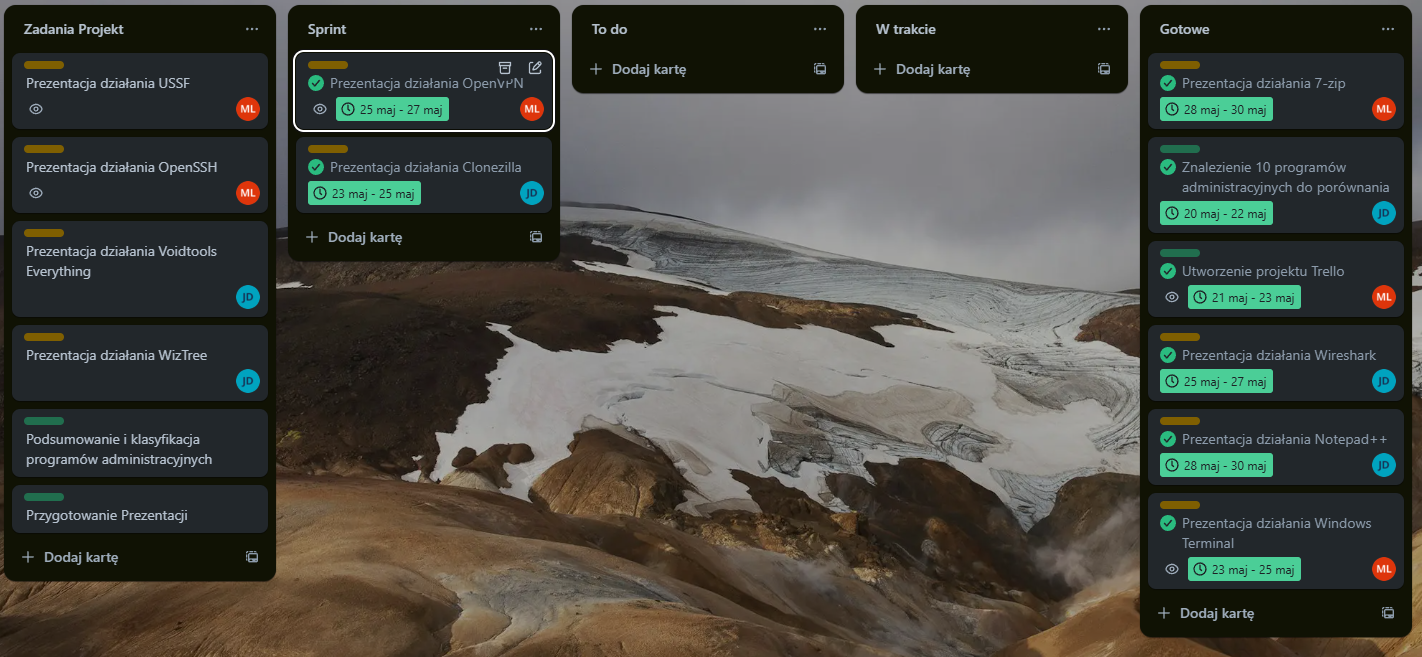 Zadania Projekt
Prezentacja działania USSF
ML
Prezentacja działania OpenSSH
ML
Prezentacja działania Voidtools
Everything
JD
Prezentacja działania WizTree
JD
Podsumowanie i klasyfikacja
programów administracyjnych
Przygotowanie Prezentacji
Dodaj kartę
Sprint
Prezentacja działania OpenVPN
25 maj - 27 maj
ML
Prezentacja działania Clonezilla
23 maj - 25 maj
JD
Dodaj kartę
To do
Dodaj kartę
W trakcie
Dodaj kartę
Gotowe
Prezentacja działania 7-zip
28 maj - 30 maj
ML
Znalezienie 10 programów
administracyjnych do porównania
20 maj - 22 maj
JD
Utworzenie projektu Trello
21 maj - 23 maj
ML
Prezentacja działania Wireshark
25 maj - 27 maj
JD
Prezentacja działania Notepad++
28 maj - 30 maj
JD
Prezentacja działania Windows
Terminal
23 maj - 25 maj
ML
Dodaj kartę